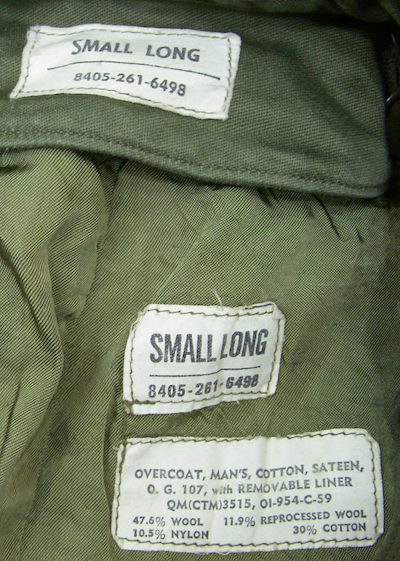 SMALL LONG
8405-261-6498
SMALL LONG
8405-261-6498
OVERCOAT, MAN'S, COTTON, SATEEN,
O. G. 107, with REMOVABLE LINER
QM(CTM)3515, OI-954-C-59
47.6% WOOL 11.9% REPROCESSED WOOL
10.5% NYLON 30% COTTON